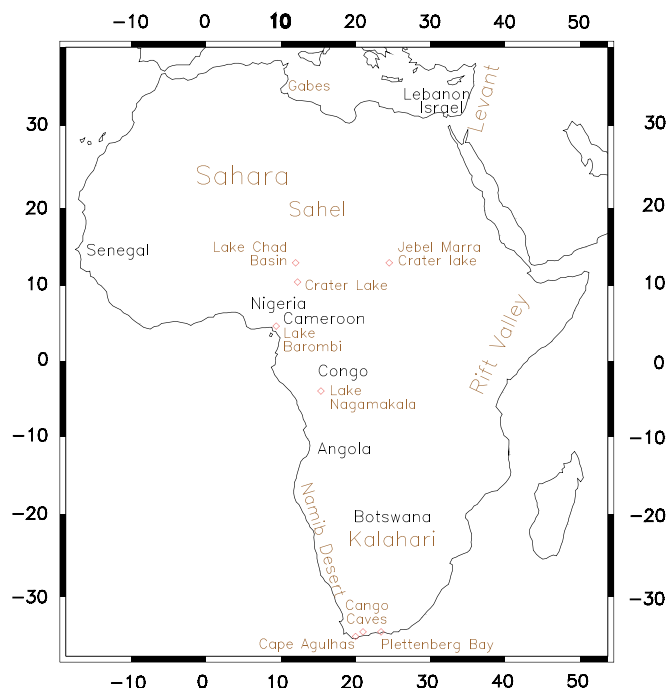 -10 0 10 20 30 40 50
Gabes
Lebanon
Israel
Levant
30 30
Sahara
Sahel
20 20
Senegal
Lake Chad
Basin
Jebel Marra
Crater lake
10 10
Crater Lake
Nigeria
Cameroon
Lake
Barombi
Rift Valley
0 0
Congo
Lake
Nagamakala
-10 -10
Angola
Namib Desert
-20 -20
Botswana
Kalahari
-30 -30
Cango
Caves
Cape Agulhas
Plettenberg Bay
-10 0 10 20 30 40 50